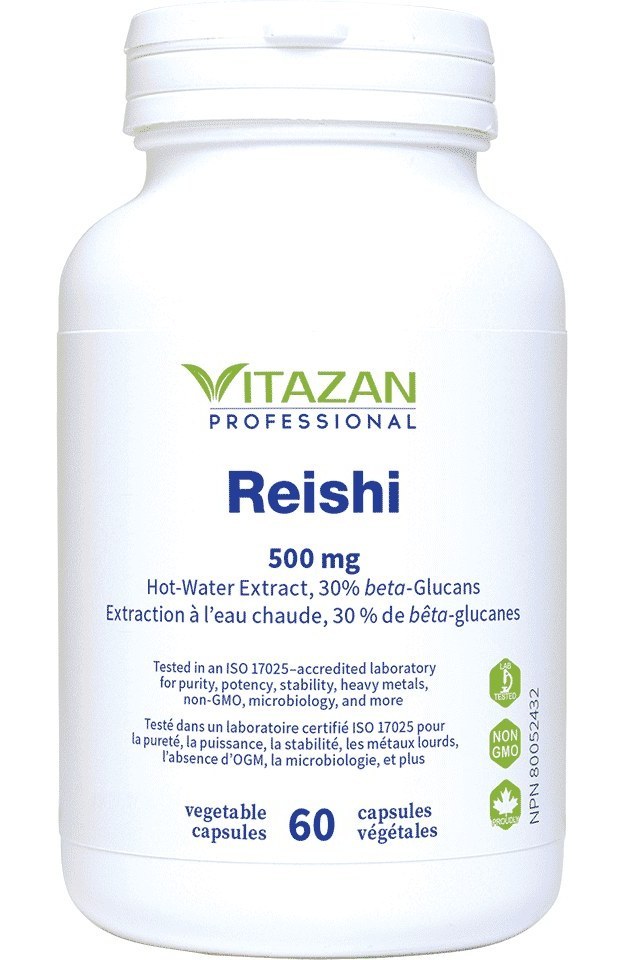 VITAZAN
PROFESSIONAL
Reishi
500 mg
Hot-Water Extract, 30% beta-Glucans
Extraction à l'eau chaude, 30 % de bêta-glucanes
Tested in an ISO 17025–accredited laboratory
for purity, potency, stability, heavy metals,
non-GMO, microbiology, and more
Testé dans un laboratoire certifié ISO 17025 pour
la pureté, la puissance, la stabilité, les métaux lourds,
l'absence d'OGM, la microbiologie, et plus
vegetable
capsules
60
capsules
végétales
LAB
TESTED
NON
GMO
PROUDLY
NPN 80052432